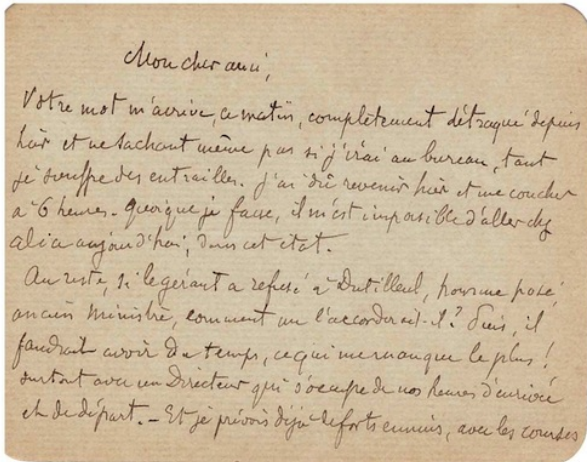 Mon cher ami,
Votre mot m'arrive, ce matin, complètement détraqué depuis
hier et ne sachant même pas si j'irai au bureau, tant
je souffre des entrailles. J'ai dû revenir hier et me coucher
à 6 heures. Quoique je fasse, il m'est impossible d'aller chez
aujourd'hui, dans cet état.
Au reste, si le gérant a refusé à Dutilleul, homme posé,
ancien ministre, comment me l'accorderait-il? Puis, il
faudrait avoir du temps, ce qui me manque le plus!
surtout avec un Directeur qui s'occupe de nos heures d'arrivée
et de départ. – Et je prévois déjà de forts ennuis, avec les courses